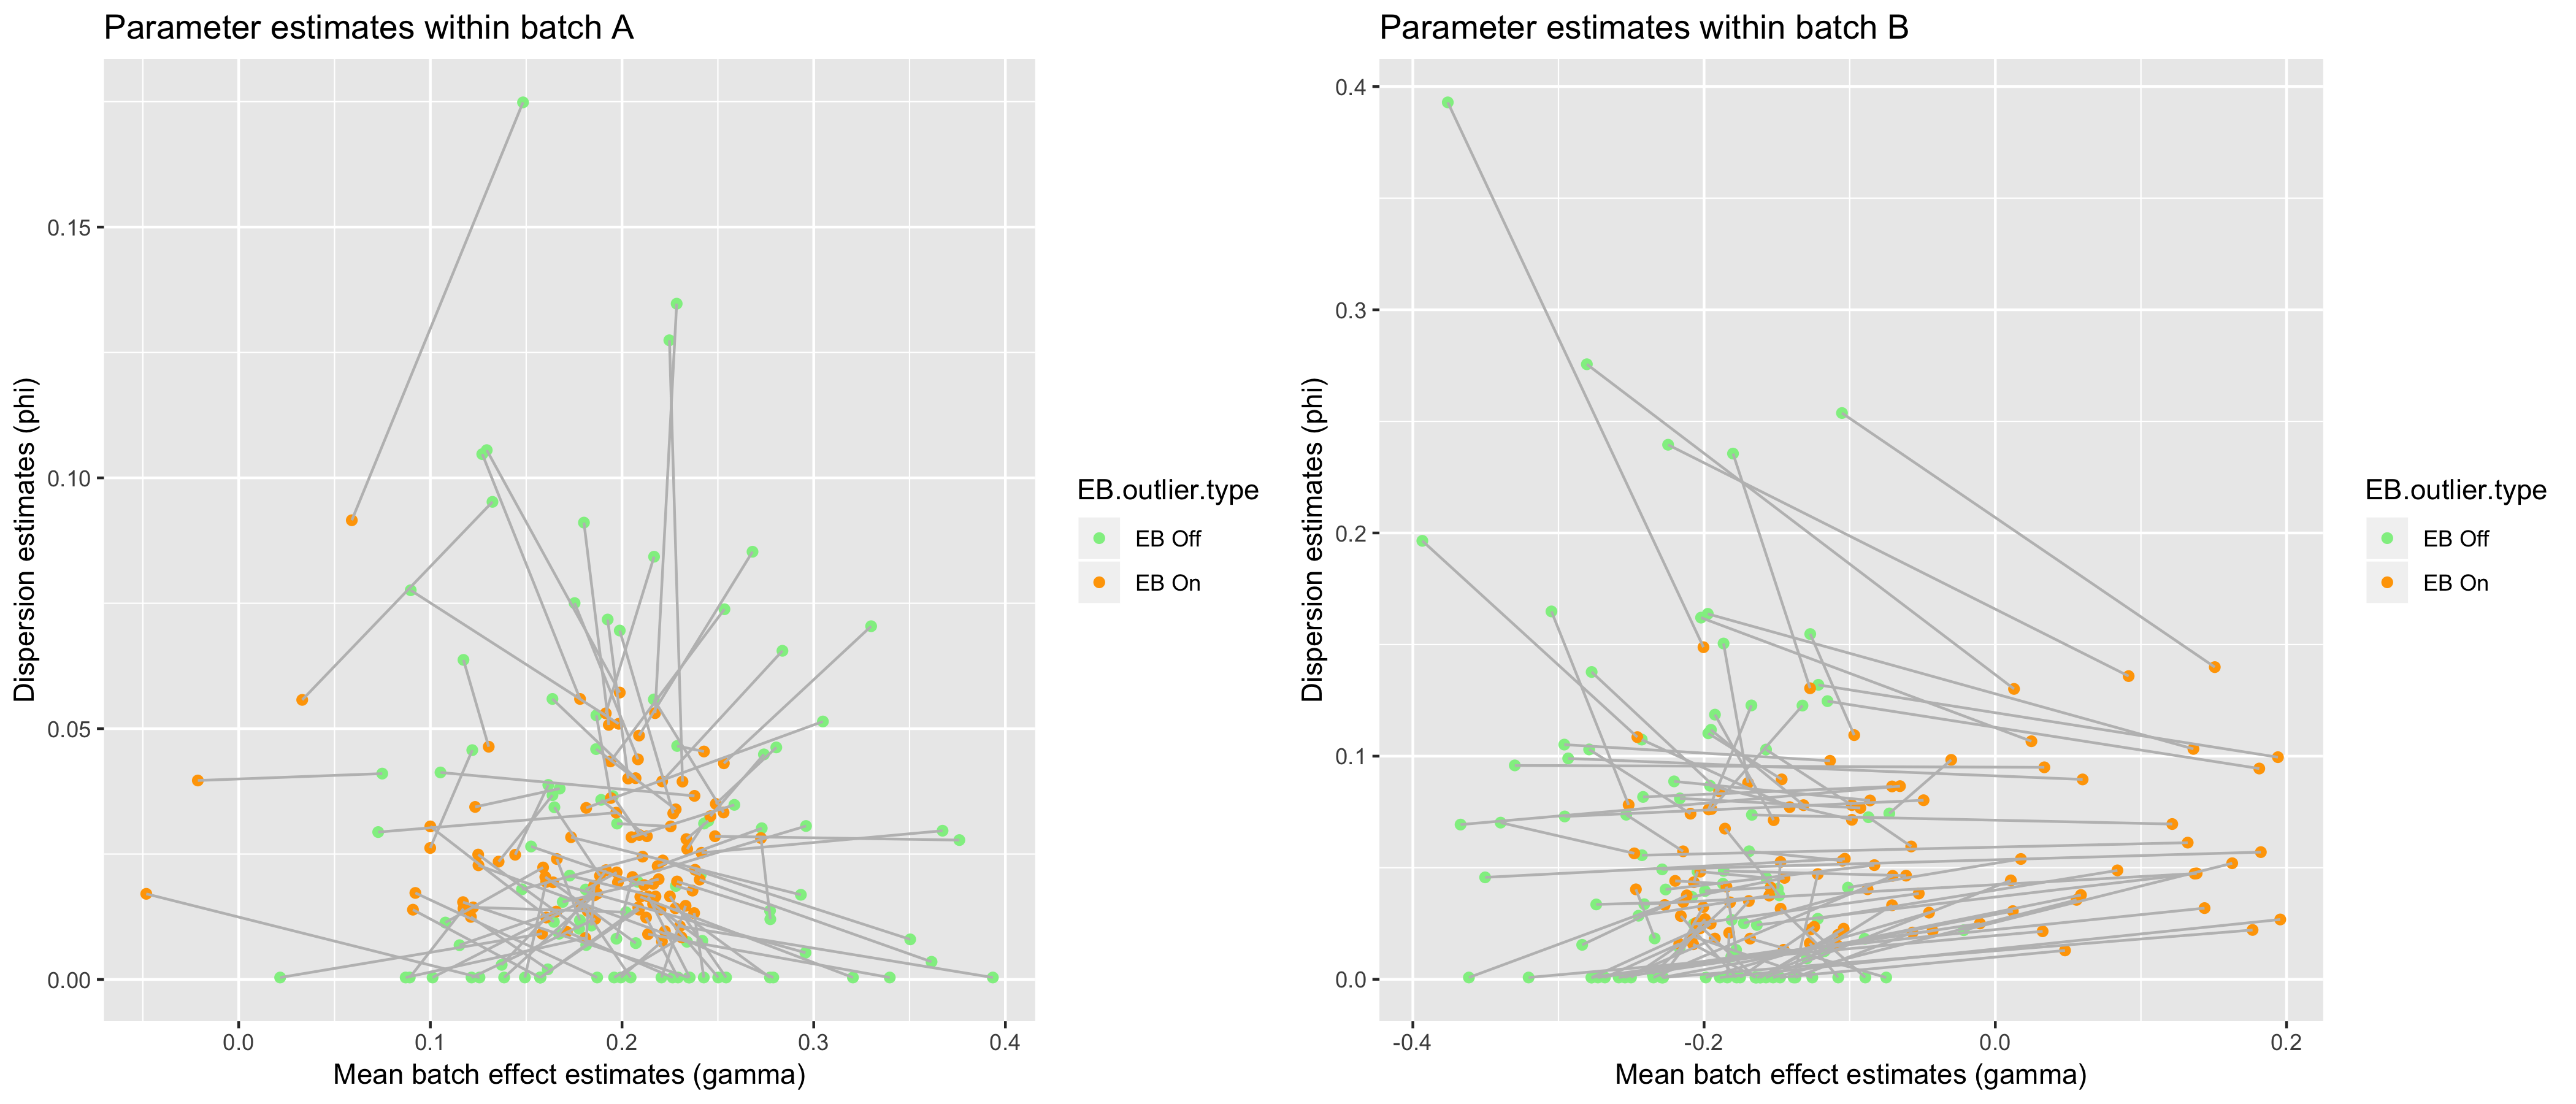 Parameter estimates within batch A
Dispersion estimates (phi)
0.15
0.10
0.05
0.00
0.0
0.1
0.2
0.3
0.4
Mean batch effect estimates (gamma)
EB.outlier.type
EB Off
EB On
Parameter estimates within batch B
Dispersion estimates (phi)
0.4
0.3
0.2
0.1
0.0
-0.4
-0.2
0.0
0.2
Mean batch effect estimates (gamma)
EB.outlier.type
EB Off
EB On